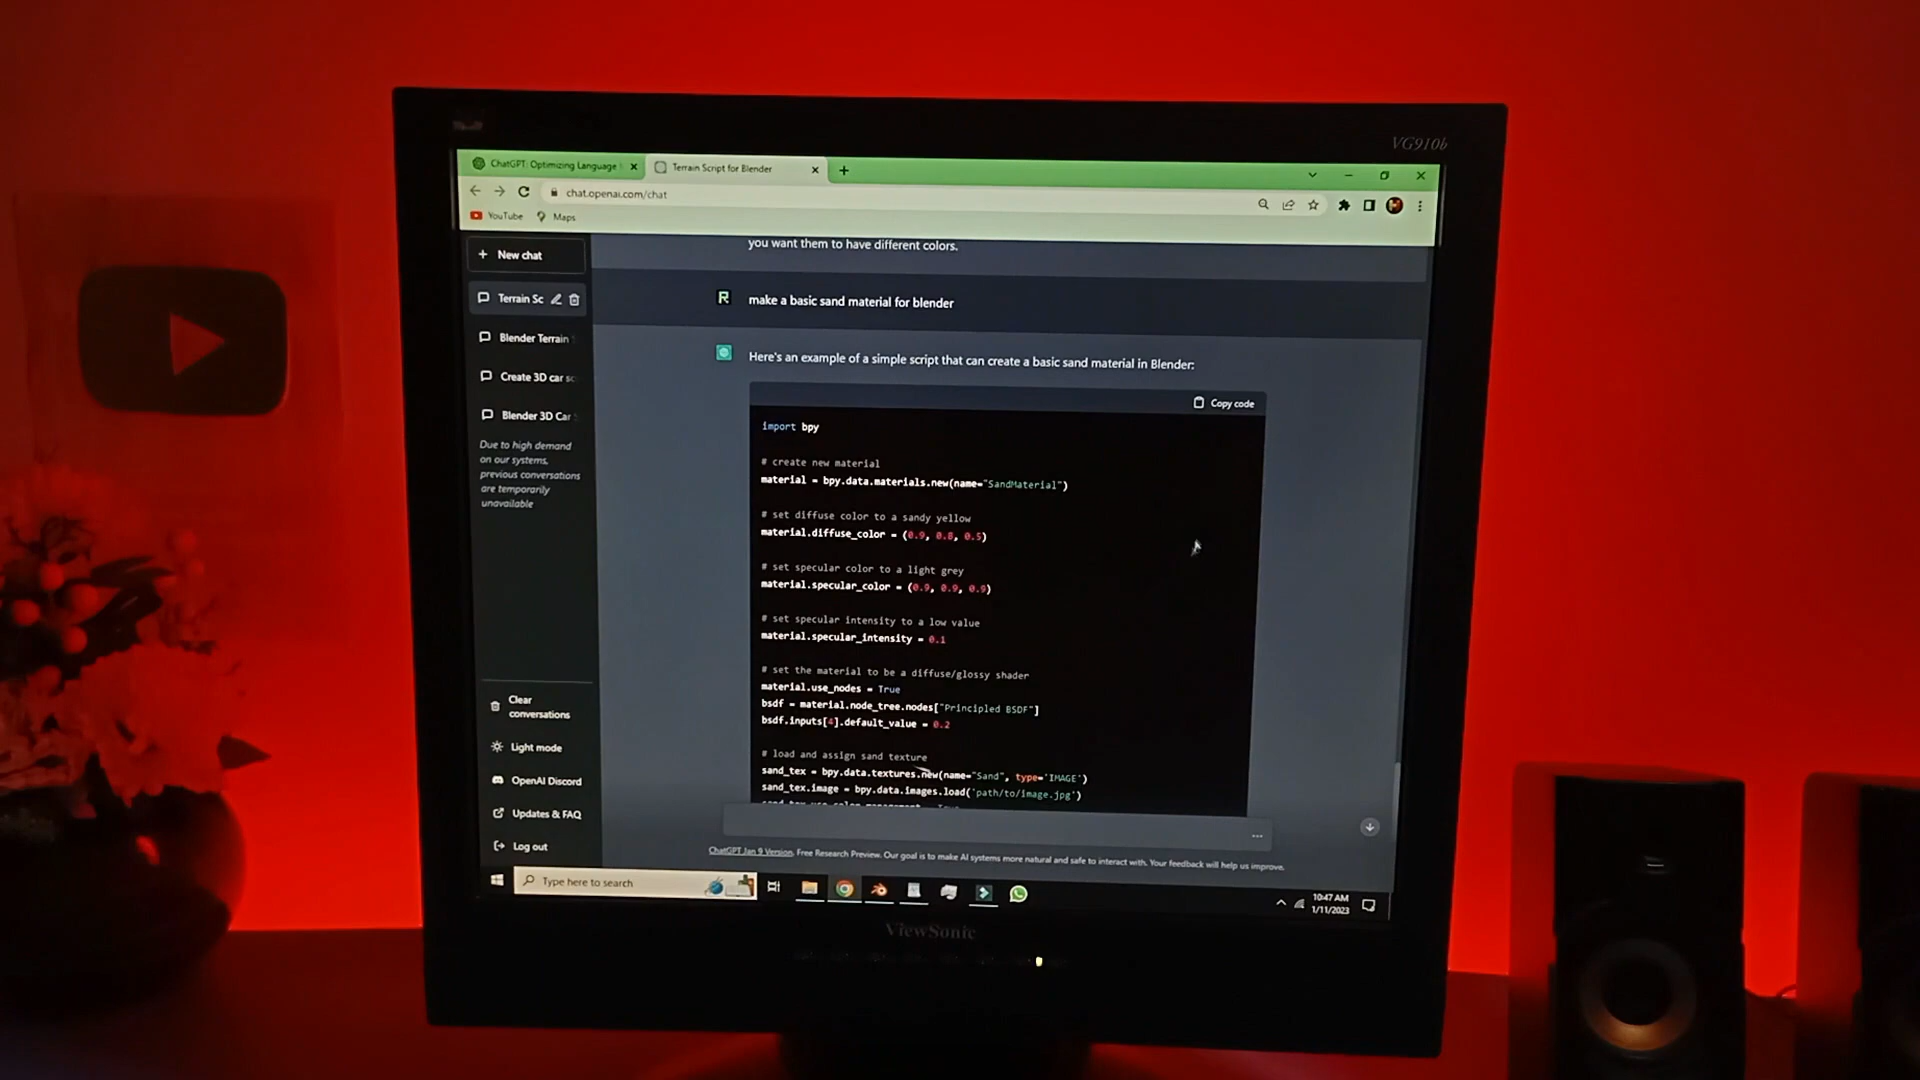 VG910b
ChatGPT: Optimizing Language
Terrain Script for Blender
chat.openai.com/chat
YouTube
Maps
New chat
Terrain Sc
Blender Terrain
Create 3D car sc
Blender 3D Car
Due to high demand
on our systems,
previous conversations
are temporarily
unavailable
Clear
conversations
Light mode
OpenAI Discord
Updates & FAQ
Log out
you want them to have different colors.
R
make a basic sand material for blender
Here's an example of a simple script that can create a basic sand material in Blender:
Copy code
import bpy
# create new material
material = bpy.data.materials.new(name="SandMaterial")
# set diffuse color to a sandy yellow
material.diffuse_color = (0.9, 0.8, 0.5)
# set specular color to a light grey
material.specular_color = (0.9, 0.9, 0.9)
# set specular intensity to a low value
material.specular_intensity = 0.1
# set the material to be a diffuse/glossy shader
material.use_nodes = True
bsdf = material.node_tree.nodes["Principled BSDF"]
bsdf.inputs[4].default_value = 0.2
# load and assign sand texture
sand_tex = bpy.data.textures.new(name="Sand", type='IMAGE')
sand_tex.image = bpy.data.images.load('path/to/image.jpg')
ChatGPT Jan 9 Version. Free Research Preview. Our goal is to make AI systems more natural and safe to interact with. Your feedback will help us improve.
Type here to search
10:47 AM
1/11/2023
ViewSonic